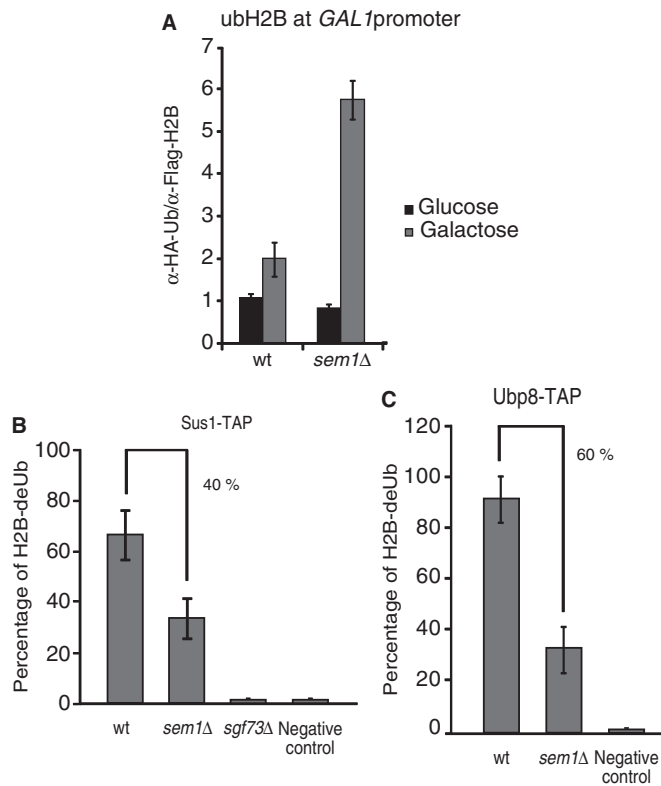 A
ubH2B at GAL1promoter
α-HA-Ub/α-Flag-H2B
7
6
5
4
3
2
1
0
wt
sem1Δ
Glucose
Galactose
B
Sus1-TAP
Percentage of H2B-deUb
100
80
60
40
20
0
40 %
wt
sem1Δ
sgf73Δ
Negative
control
C
Ubp8-TAP
Percentage of H2B-deUb
120
100
80
60
40
20
0
60 %
wt
sem1Δ
Negative
control